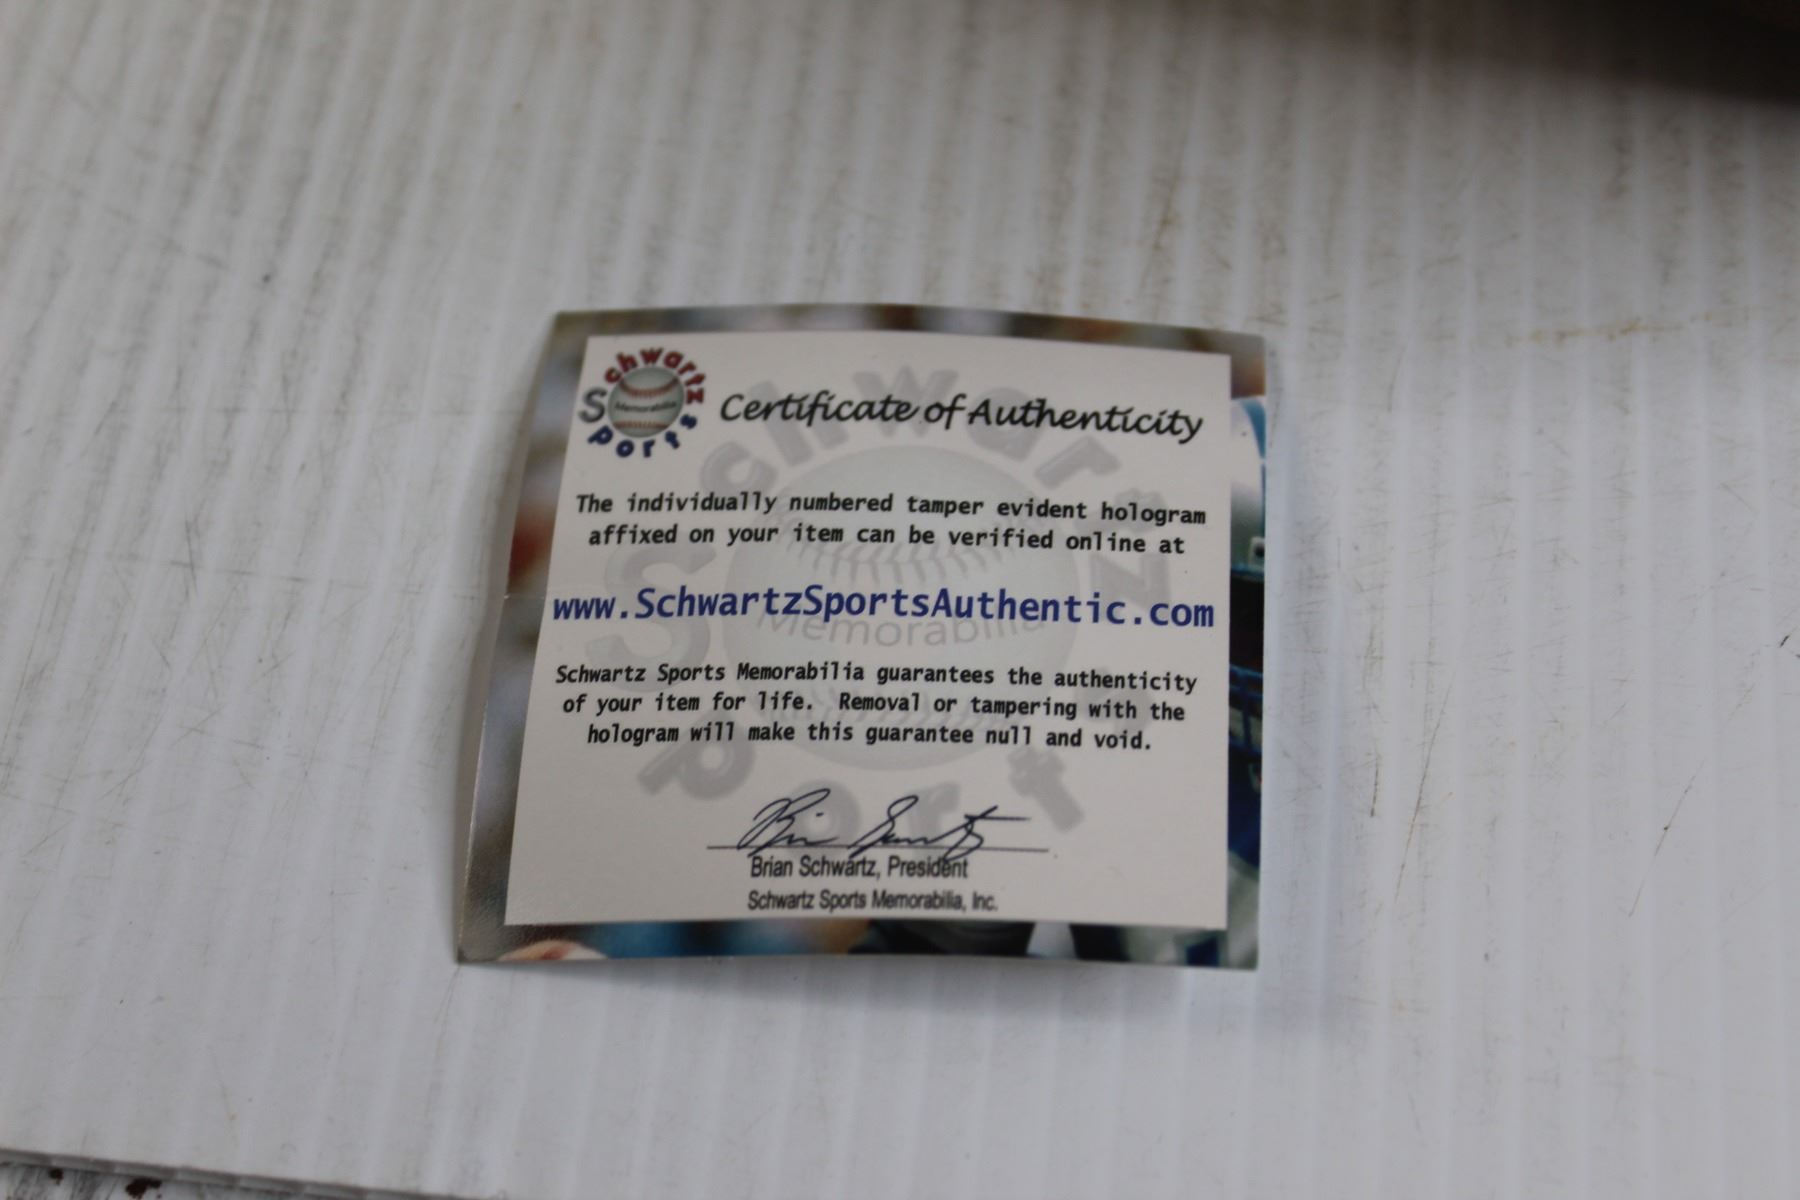 Schwartz
Sports
Memorabilia
Certificate of Authenticity
The individually numbered tamper evident hologram
affixed on your item can be verified online at
www.SchwartzSportsAuthentic.com
Schwartz Sports Memorabilia guarantees the authenticity
of your item for life. Removal or tampering with the
hologram will make this guarantee null and void.
Brian Schwartz
Brian Schwartz, President
Schwartz Sports Memorabilia, Inc.